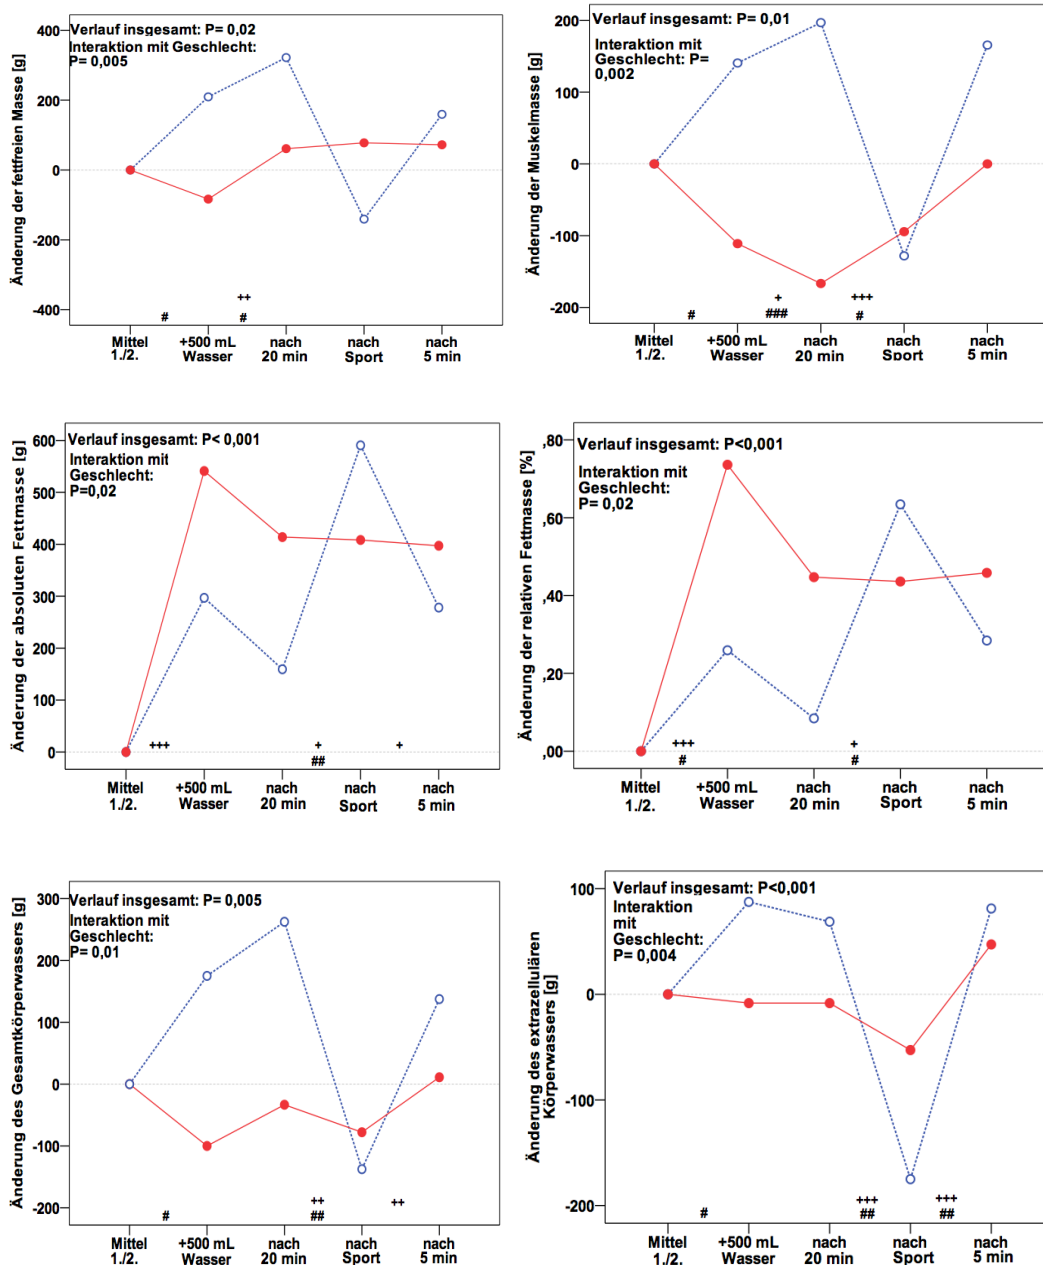 Änderung der fettfreien Masse [g]
Verlauf insgesamt: P= 0,02
Interaktion mit Geschlecht:
P= 0,005
400
200
0
-200
-400
++
#
#
Mittel
1./2.
+500 mL
Wasser
nach
20 min
nach
Sport
nach
5 min
Änderung der Muskelmasse [g]
Verlauf insgesamt: P= 0,01
Interaktion mit
Geschlecht: P=
0,002
200
100
0
-100
-200
+
+++
#
###
#
Mittel
1./2.
+500 mL
Wasser
nach
20 min
nach
Sport
nach
5 min
Änderung der absoluten Fettmasse [g]
Verlauf insgesamt: P< 0,001
Interaktion mit
Geschlecht:
P=0,02
600
500
400
300
200
100
0
+++
+
+
##
Mittel
1./2.
+500 mL
Wasser
nach
20 min
nach
Sport
nach
5 min
Änderung der relativen Fettmasse [%]
Verlauf insgesamt: P<0,001
Interaktion mit
Geschlecht:
P= 0,02
,80
,60
,40
,20
,00
+++
+
#
#
Mittel
1./2.
+500 mL
Wasser
nach
20 min
nach
Sport
nach
5 min
Änderung des Gesamtkörperwassers [g]
Verlauf insgesamt: P= 0,005
Interaktion mit
Geschlecht:
P= 0,01
300
200
100
0
-100
-200
++
++
#
##
Mittel
1./2.
+500 mL
Wasser
nach
20 min
nach
Sport
nach
5 min
Änderung des extrazellulären
Körperwassers [g]
Verlauf insgesamt: P<0,001
Interaktion
mit
Geschlecht:
P= 0,004
100
0
-100
-200
+++
+++
#
##
##
Mittel
1./2.
+500 mL
Wasser
nach
20 min
nach
Sport
nach
5 min